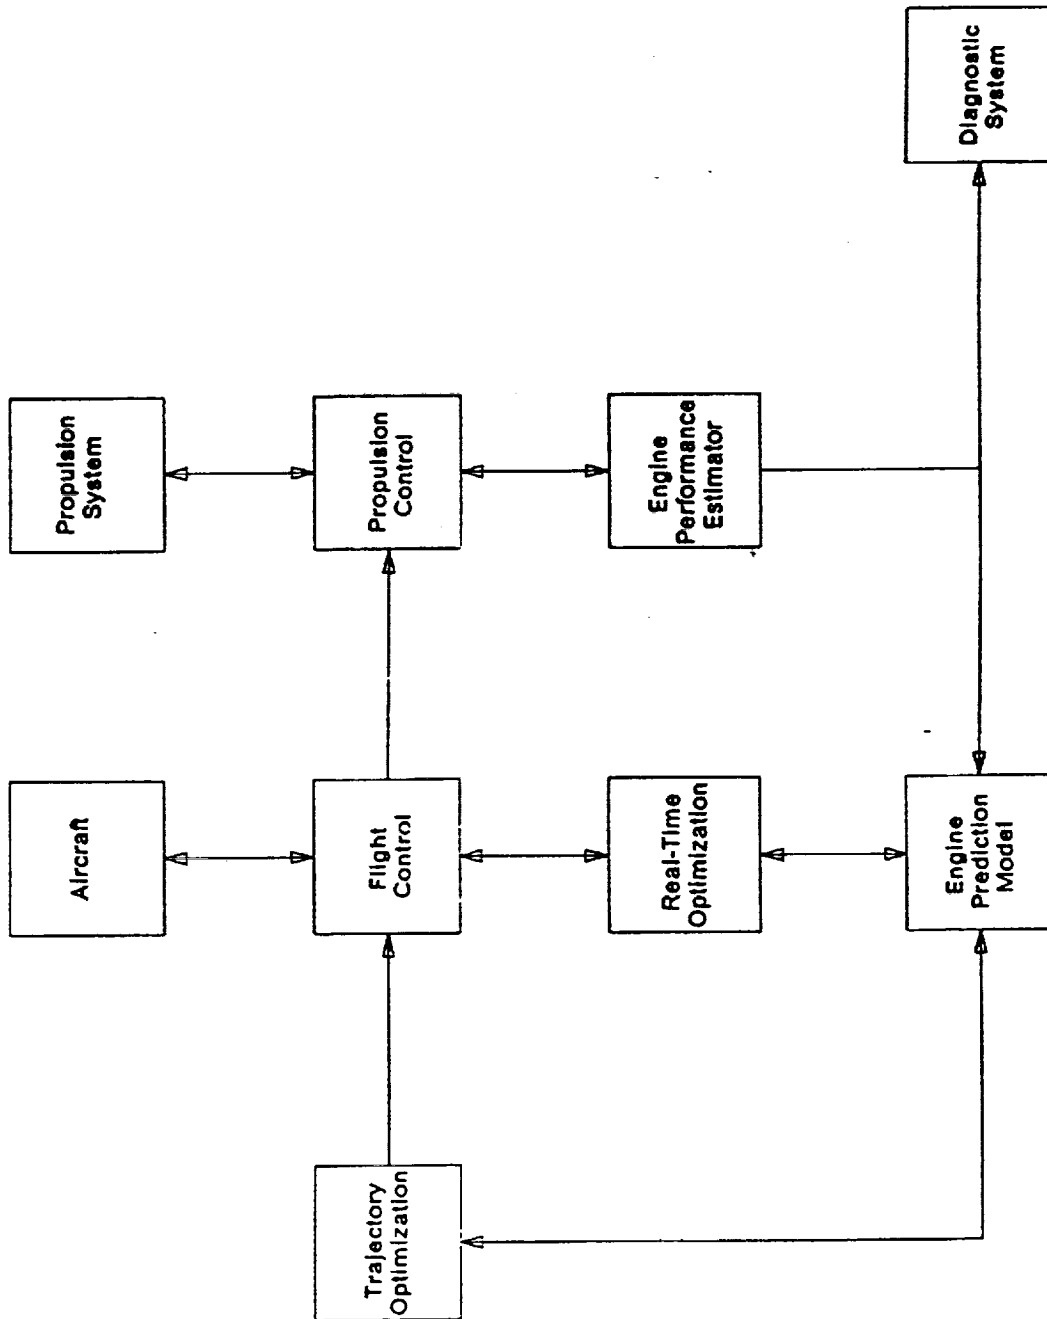 Aircraft
Propulsion
System
Trajectory
Optimization
Flight
Control
Propulsion
Control
Real-Time
Optimization
Engine
Performance
Estimator
Engine
Prediction
Model
Diagnostic
System